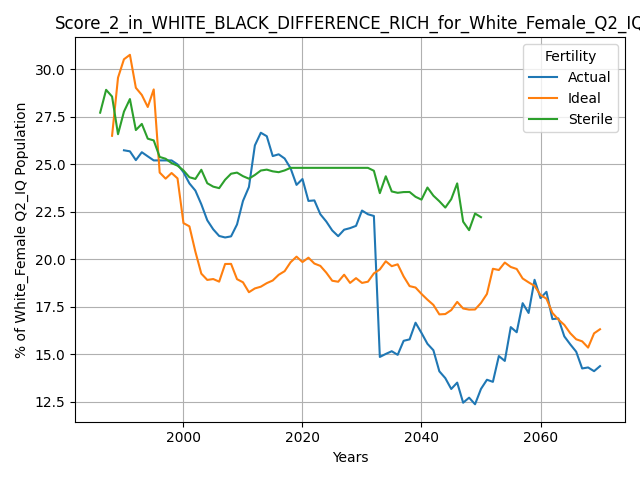 Score_2_in_WHITE_BLACK_DIFFERENCE_RICH_for_White_Female_Q2_IQ
Fertility
Actual
Ideal
Sterile
% of White_Female Q2_IQ Population
30.0
27.5
25.0
22.5
20.0
17.5
15.0
12.5
2000 2020 2040 2060
Years